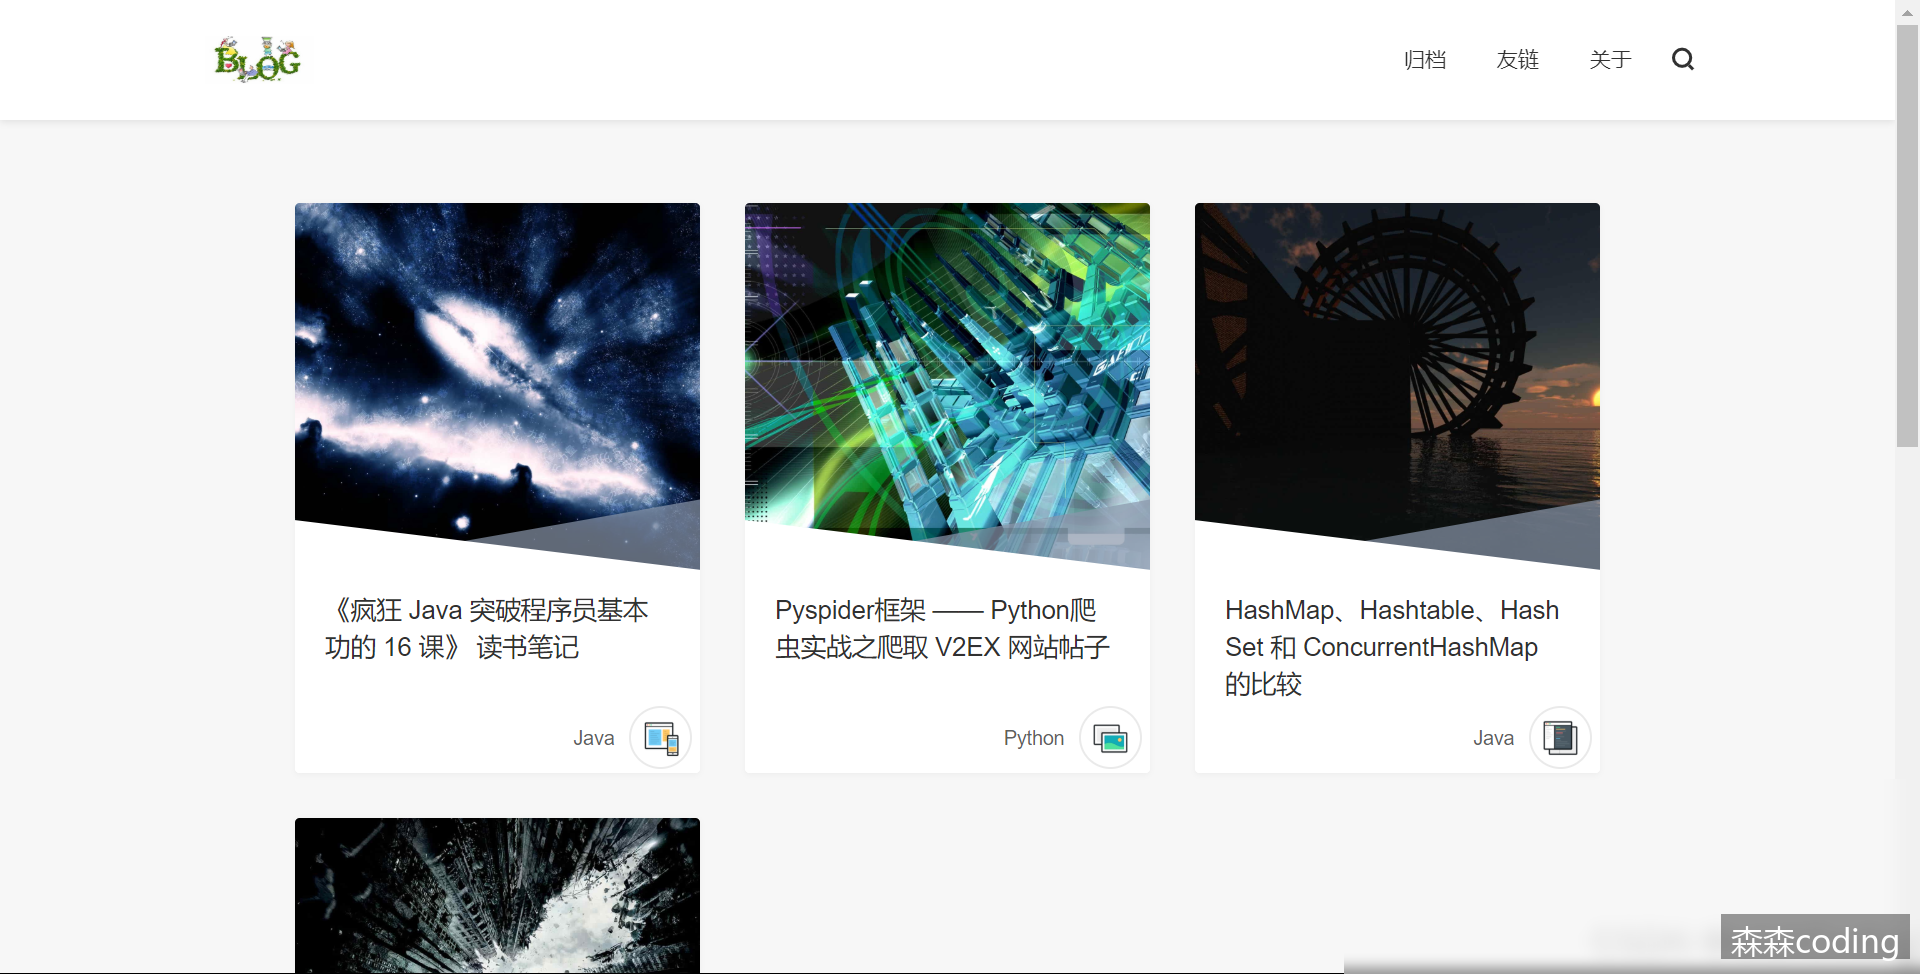 BLOG
归档 友链 关于
《疯狂 Java 突破程序员基本
功的 16 课》 读书笔记
Java
Pyspider框架 —— Python爬
虫实战之爬取 V2EX 网站帖子
Python
HashMap、Hashtable、Hash
Set 和 ConcurrentHashMap
的比较
Java
森森coding